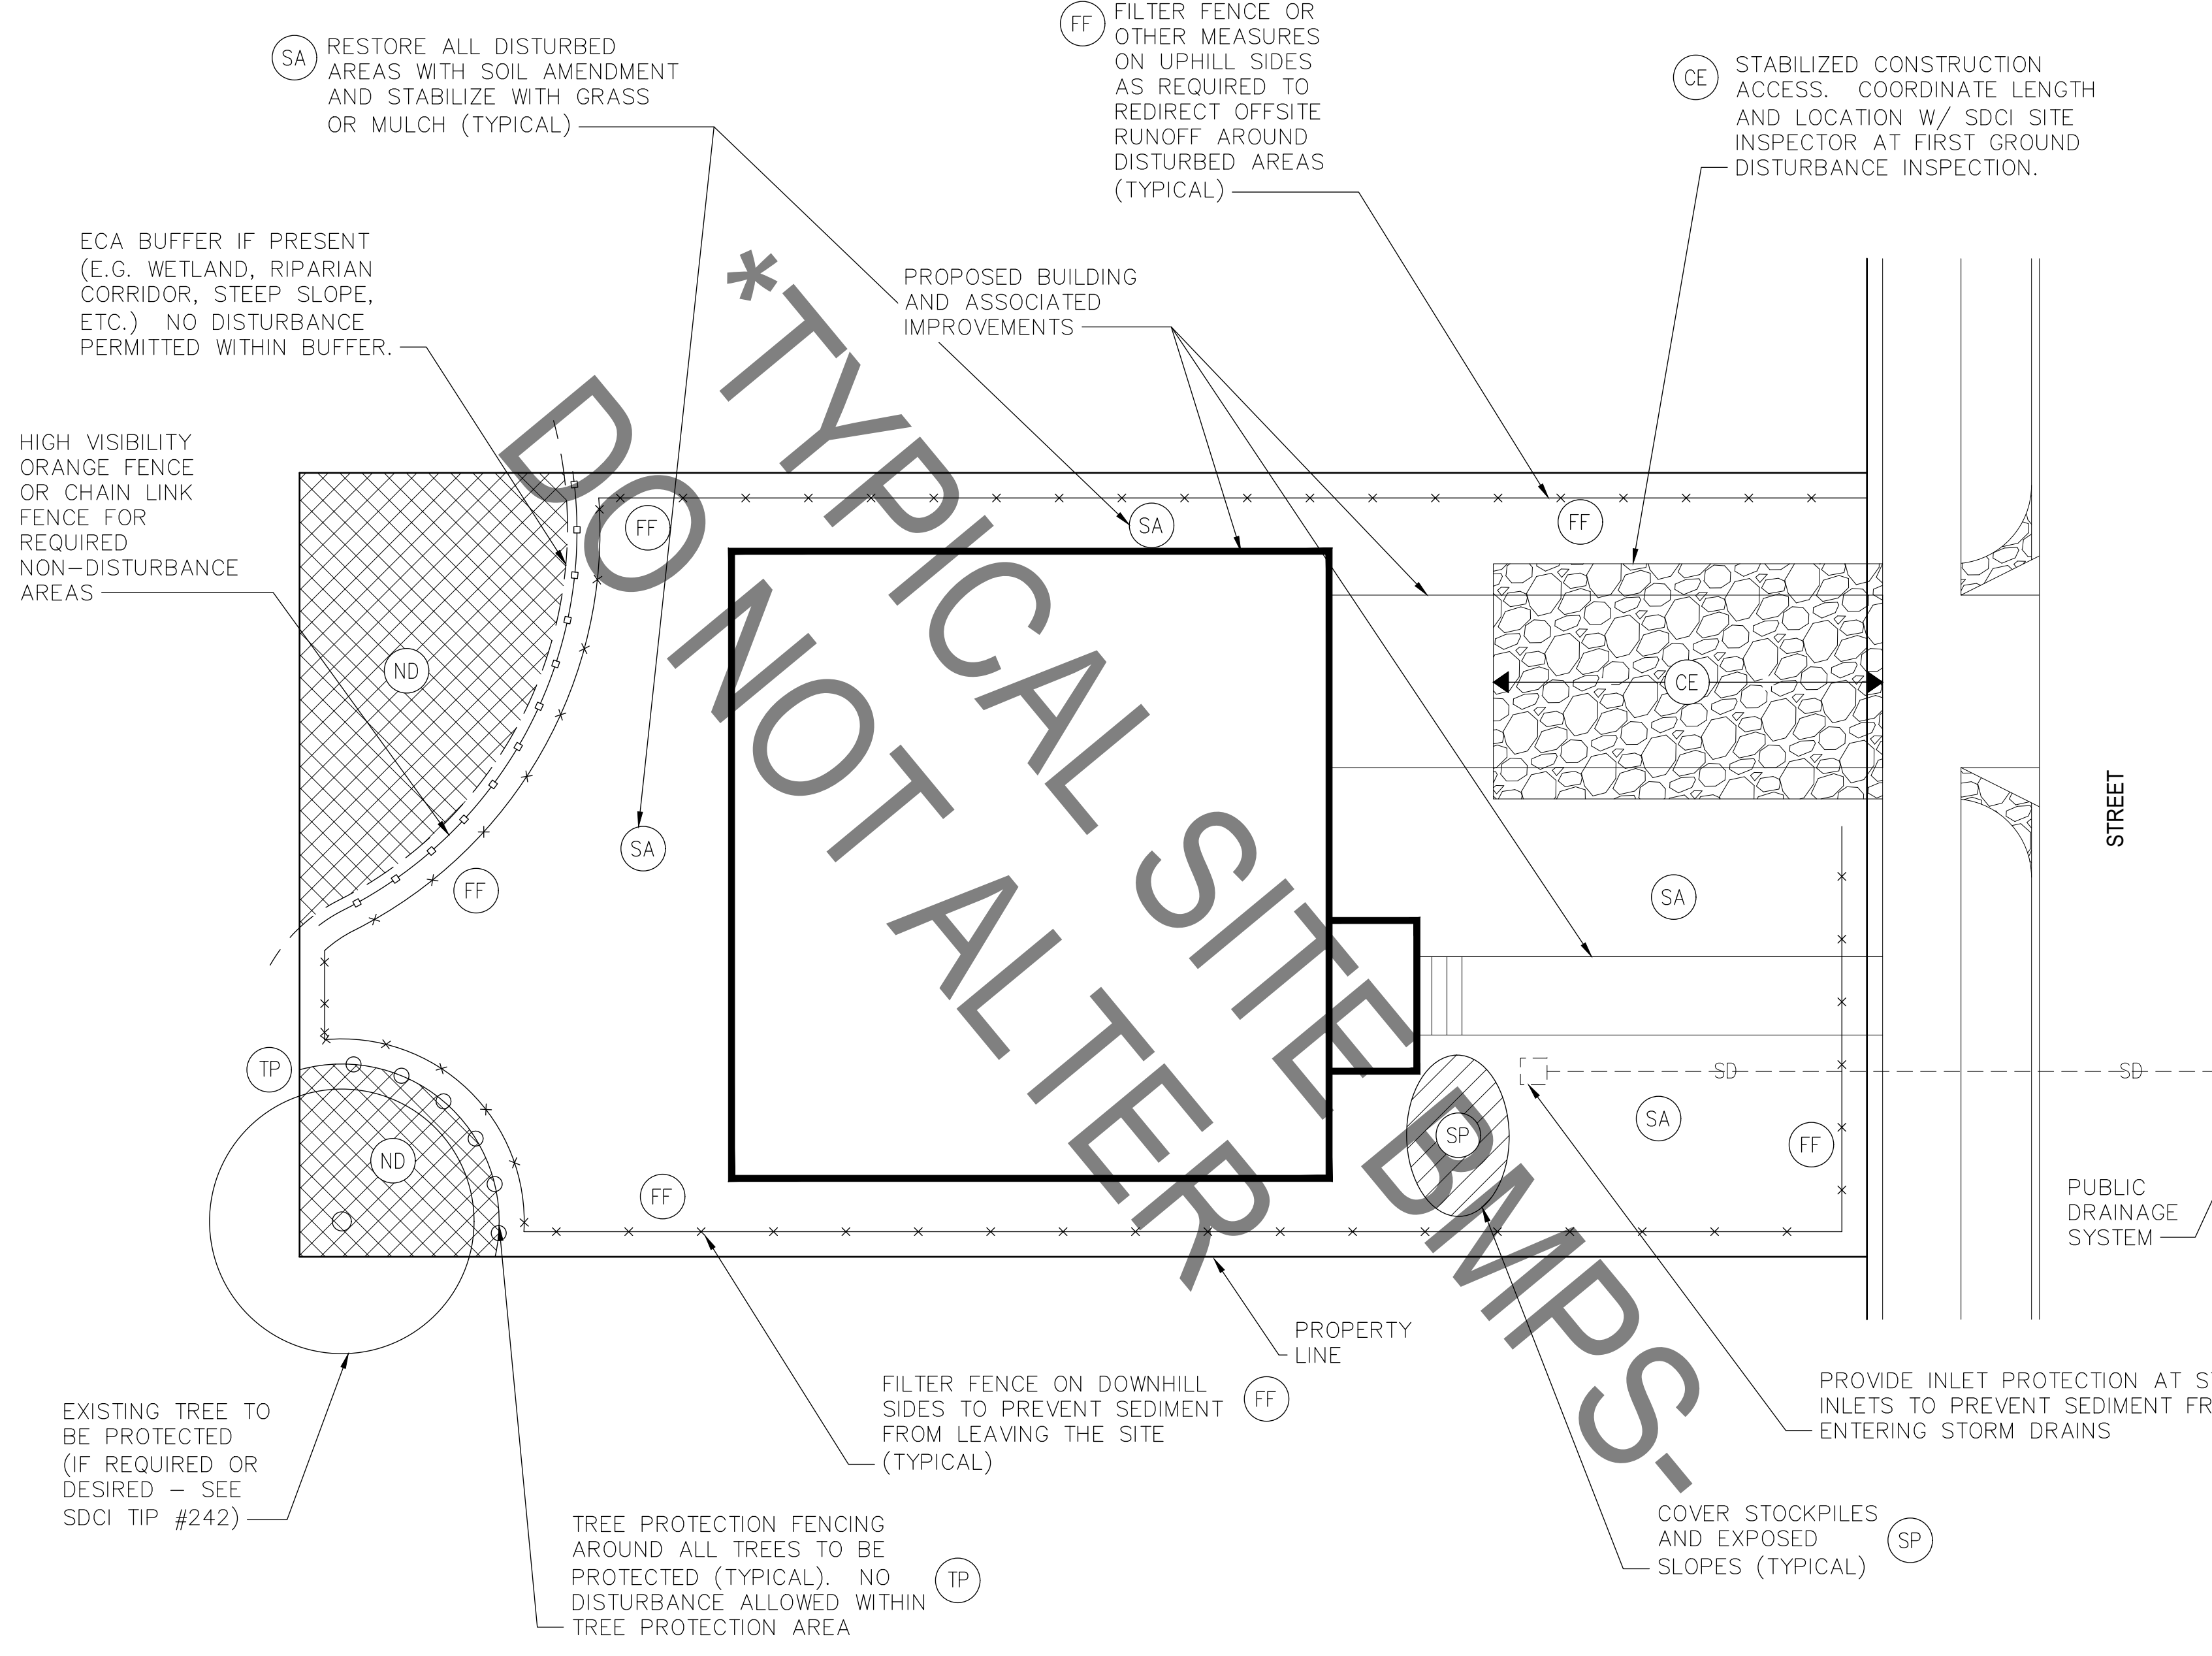 SA
RESTORE ALL DISTURBED
AREAS WITH SOIL AMENDMENT
AND STABILIZE WITH GRASS
OR MULCH (TYPICAL)
FF
FILTER FENCE OR
OTHER MEASURES
ON UPHILL SIDES
AS REQUIRED TO
REDIRECT OFFSITE
RUNOFF AROUND
DISTURBED AREAS
(TYPICAL)
CE
STABILIZED CONSTRUCTION
ACCESS. COORDINATE LENGTH
AND LOCATION W/ SDCI SITE
INSPECTOR AT FIRST GROUND
DISTURBANCE INSPECTION.
ECA BUFFER IF PRESENT
(E.G. WETLAND, RIPARIAN
CORRIDOR, STEEP SLOPE,
ETC.) NO DISTURBANCE
PERMITTED WITHIN BUFFER.
PROPOSED BUILDING
AND ASSOCIATED
IMPROVEMENTS
HIGH VISIBILITY
ORANGE FENCE
OR CHAIN LINK
FENCE FOR
REQUIRED
NON-DISTURBANCE
AREAS
*TYPICAL SITE BMPS-
DO NOT ALTER
FF
SA
FF
ND
CE
STREET
SA
FF
SA
TP
SD
SD
SA
FF
SP
ND
FF
PUBLIC
DRAINAGE
SYSTEM
PROPERTY
LINE
FILTER FENCE ON DOWNHILL
SIDES TO PREVENT SEDIMENT
FROM LEAVING THE SITE
(TYPICAL)
FF
PROVIDE INLET PROTECTION AT
INLETS TO PREVENT SEDIMENT
ENTERING STORM DRAINS
EXISTING TREE TO
BE PROTECTED
(IF REQUIRED OR
DESIRED - SEE
SDCI TIP #242)
TREE PROTECTION FENCING
AROUND ALL TREES TO BE
PROTECTED (TYPICAL). NO
DISTURBANCE ALLOWED WITHIN
TREE PROTECTION AREA
TP
COVER STOCKPILES
AND EXPOSED
SLOPES (TYPICAL)
SP